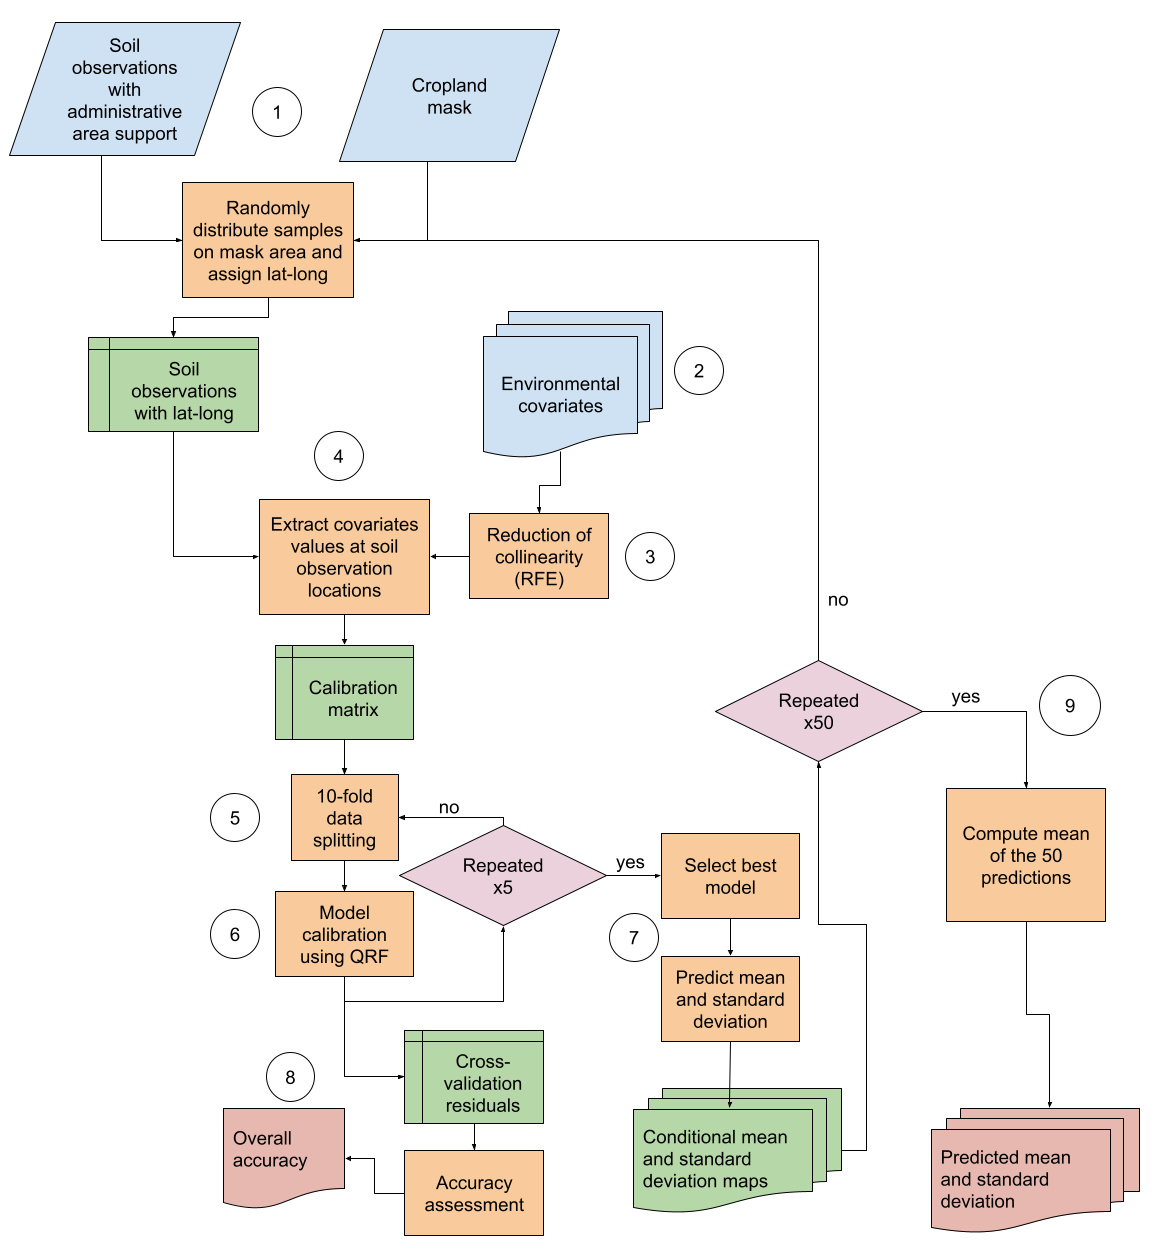 Soil
observations
with
administrative
area support
1
Cropland
mask
Randomly
distribute samples
on mask area and
assign lat-long
Soil
observations
with lat-long
Environmental
covariates
2
4
Extract covariates
values at soil
observation
locations
Reduction of
collinearity
(RFE)
3
no
Calibration
matrix
Repeated
x50
yes
9
5
10-fold
data
splitting
no
Repeated
x5
yes
Select best
model
Compute mean
of the 50
predictions
6
Model
calibration
using QRF
7
Predict mean
and standard
deviation
8
Cross-
validation
residuals
Overall
accuracy
Accuracy
assessment
Conditional mean
and standard
deviation maps
Predicted mean
and standard
deviation